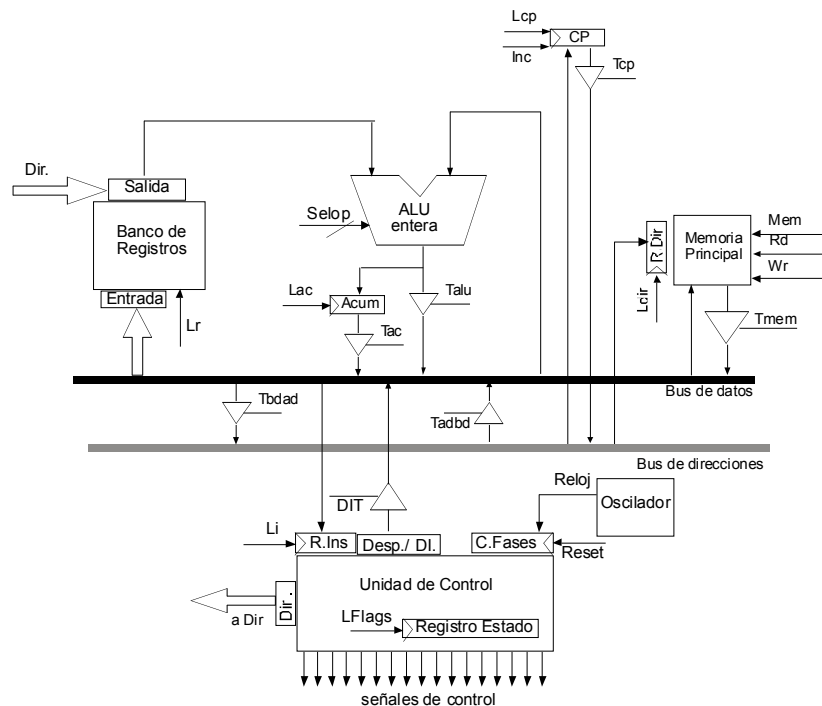 Lcp
CP
Inc
Tcp
Dir.
Salida
ALU
entera
Selop
Banco de
Registros
R Dir
Memoria
Principal
Mem
Rd
Wr
Lcir
Entrada
Lr
Lac
Acum
Talu
Tac
Tmem
Bus de datos
Tbdad
Tadbd
Bus de direcciones
DIT
Reloj
Oscilador
Li
R.Ins
Desp./ DI.
C.Fases
Reset
Unidad de Control
Dir .
a Dir
LFlags
Registro Estado
señales de control